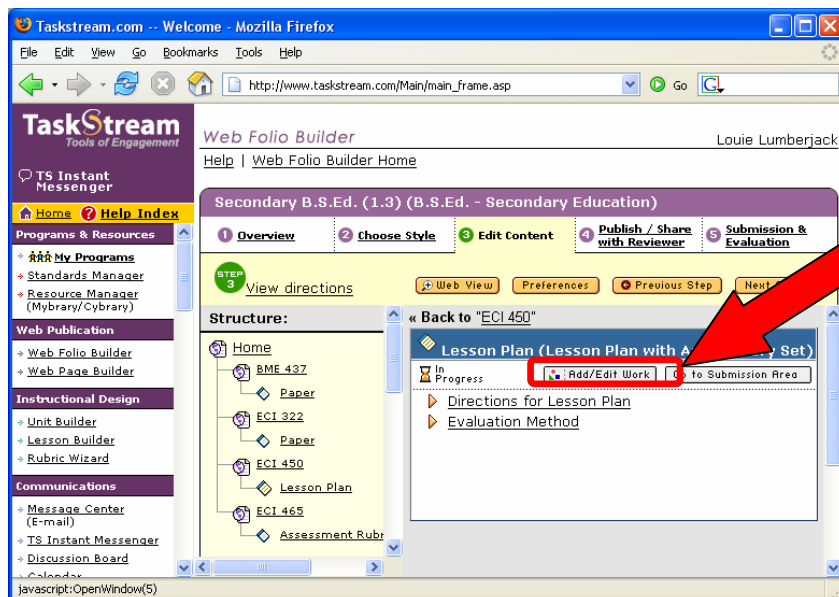 Taskstream.com -- Welcome - Mozilla Firefox
File Edit View Go Bookmarks Tools Help
http://www.taskstream.com/Main/main_frame.asp
Go
G
TaskStream
Tools of Engagement
TS Instant
Messenger
Home ? Help Index
Programs & Resources
My Programs
Standards Manager
Resource Manager
(Mybrary/Cybrary)
Web Publication
Web Folio Builder
Web Page Builder
Instructional Design
Unit Builder
Lesson Builder
Rubric Wizard
Communications
Message Center
(E-mail)
TS Instant Messenger
Discussion Board
Calendar
Web Folio Builder
Louie Lumberjack
Help | Web Folio Builder Home
Secondary B.S.Ed. (1.3) (B.S.Ed. - Secondary Education)
1 Overview
2 Choose Style
3 Edit Content
4 Publish / Share
with Reviewer
5 Submission &
Evaluation
STEP
3
View directions
Web View
Preferences
Previous Step
Next
Structure:
Home
BME 437
Paper
ECI 322
Paper
ECI 450
Lesson Plan
ECI 465
Assessment Rubr
« Back to "ECI 450"
Lesson Plan (Lesson Plan with A ry Set)
In
Progress
Add/Edit Work
Go to Submission Area
Directions for Lesson Plan
Evaluation Method
javascript:OpenWindow(5)